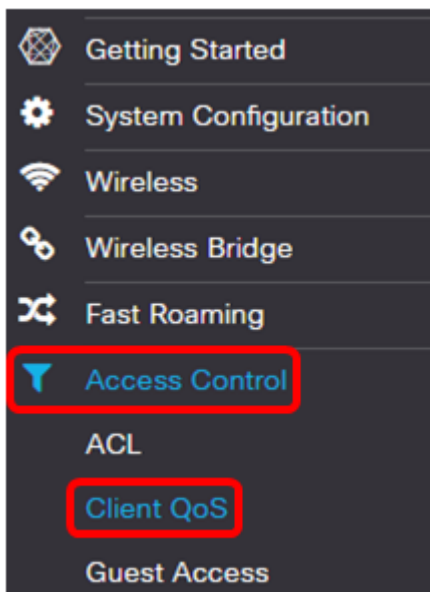 Getting Started
System Configuration
Wireless
Wireless Bridge
Fast Roaming
Access Control
ACL
Client QoS
Guest Access